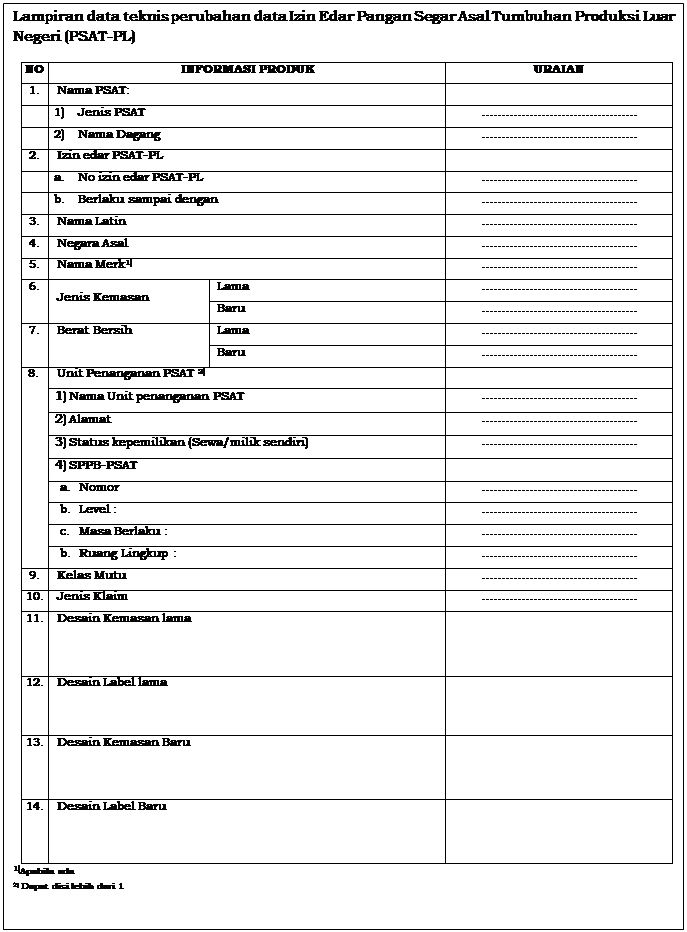 Lampiran data teknis perubahan data Izin Edar Pangan Segar Asal Tumbuhan Produksi Luar
Negeri (PSAT-PL)
NO INFORMASI PRODUK URAIAN
1. Nama PSAT:
1) Jenis PSAT ----------------------------------------
2) Nama Dagang ----------------------------------------
2. Izin edar PSAT-PL
a. No izin edar PSAT-PL ----------------------------------------
b. Berlaku sampai dengan ----------------------------------------
3. Nama Latin ----------------------------------------
4. Negara Asal ----------------------------------------
5. Nama Merk1) ----------------------------------------
6. Jenis Kemasan Lama ----------------------------------------
Baru ----------------------------------------
7. Berat Bersih Lama ----------------------------------------
Baru ----------------------------------------
8. Unit Penanganan PSAT 2)
1) Nama Unit penanganan PSAT ----------------------------------------
2) Alamat ----------------------------------------
3) Status kepemilikan (Sewa/milik sendiri) ----------------------------------------
4) SPPB-PSAT
a. Nomor ----------------------------------------
b. Level : ----------------------------------------
c. Masa Berlaku : ----------------------------------------
b. Ruang Lingkup : ----------------------------------------
9. Kelas Mutu ----------------------------------------
10. Jenis Klaim ----------------------------------------
11. Desain Kemasan lama
12. Desain Label lama
13. Desain Kemasan Baru
14. Desain Label Baru
1)Apabila ada
2) Dapat diisi lebih dari 1